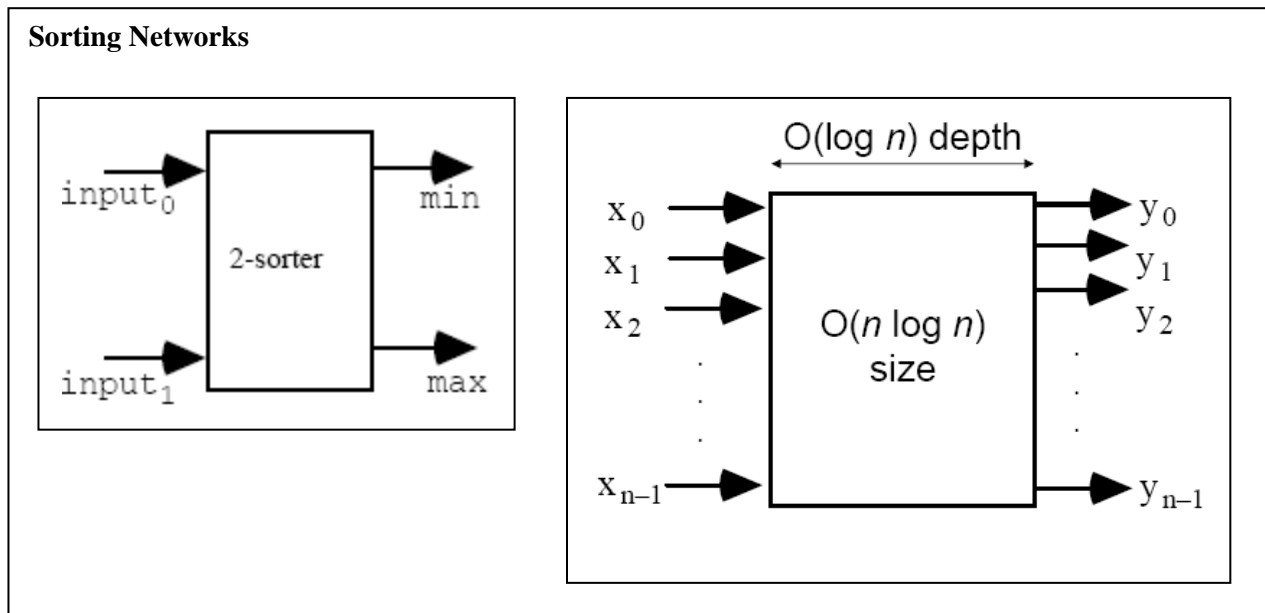 Sorting Networks
input₀
input₁
2-sorter
min
max
O(log n) depth
x₀
x₁
x₂
.
.
.
xₙ₋₁
O(n log n)
size
y₀
y₁
y₂
.
.
.
yₙ₋₁